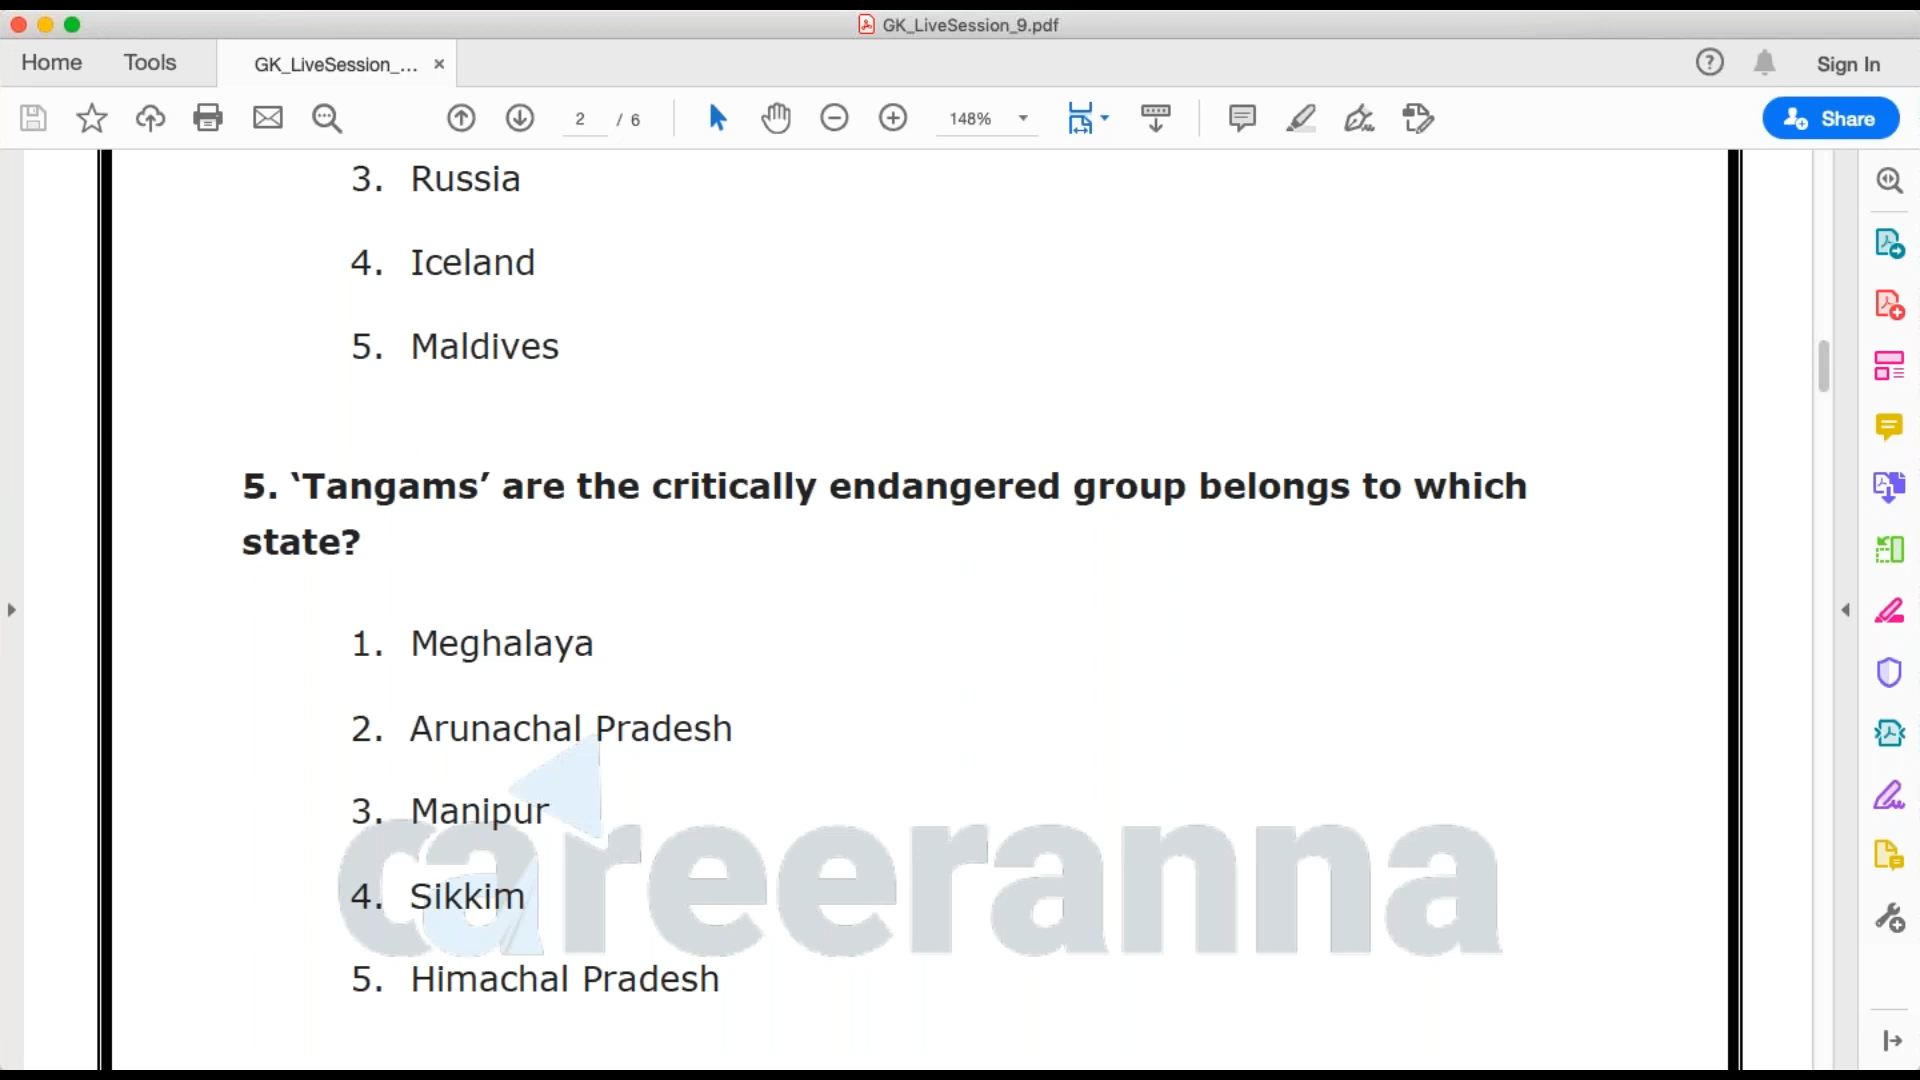 GK_LiveSession_9.pdf
Home Tools GK_LiveSession_... × Sign In
2 / 6 148% Share
3. Russia
4. Iceland
5. Maldives
5. ‘Tangams’ are the critically endangered group belongs to which
state?
1. Meghalaya
2. Arunachal Pradesh
3. Manipur
4. Sikkim
5. Himachal Pradesh
careeranna